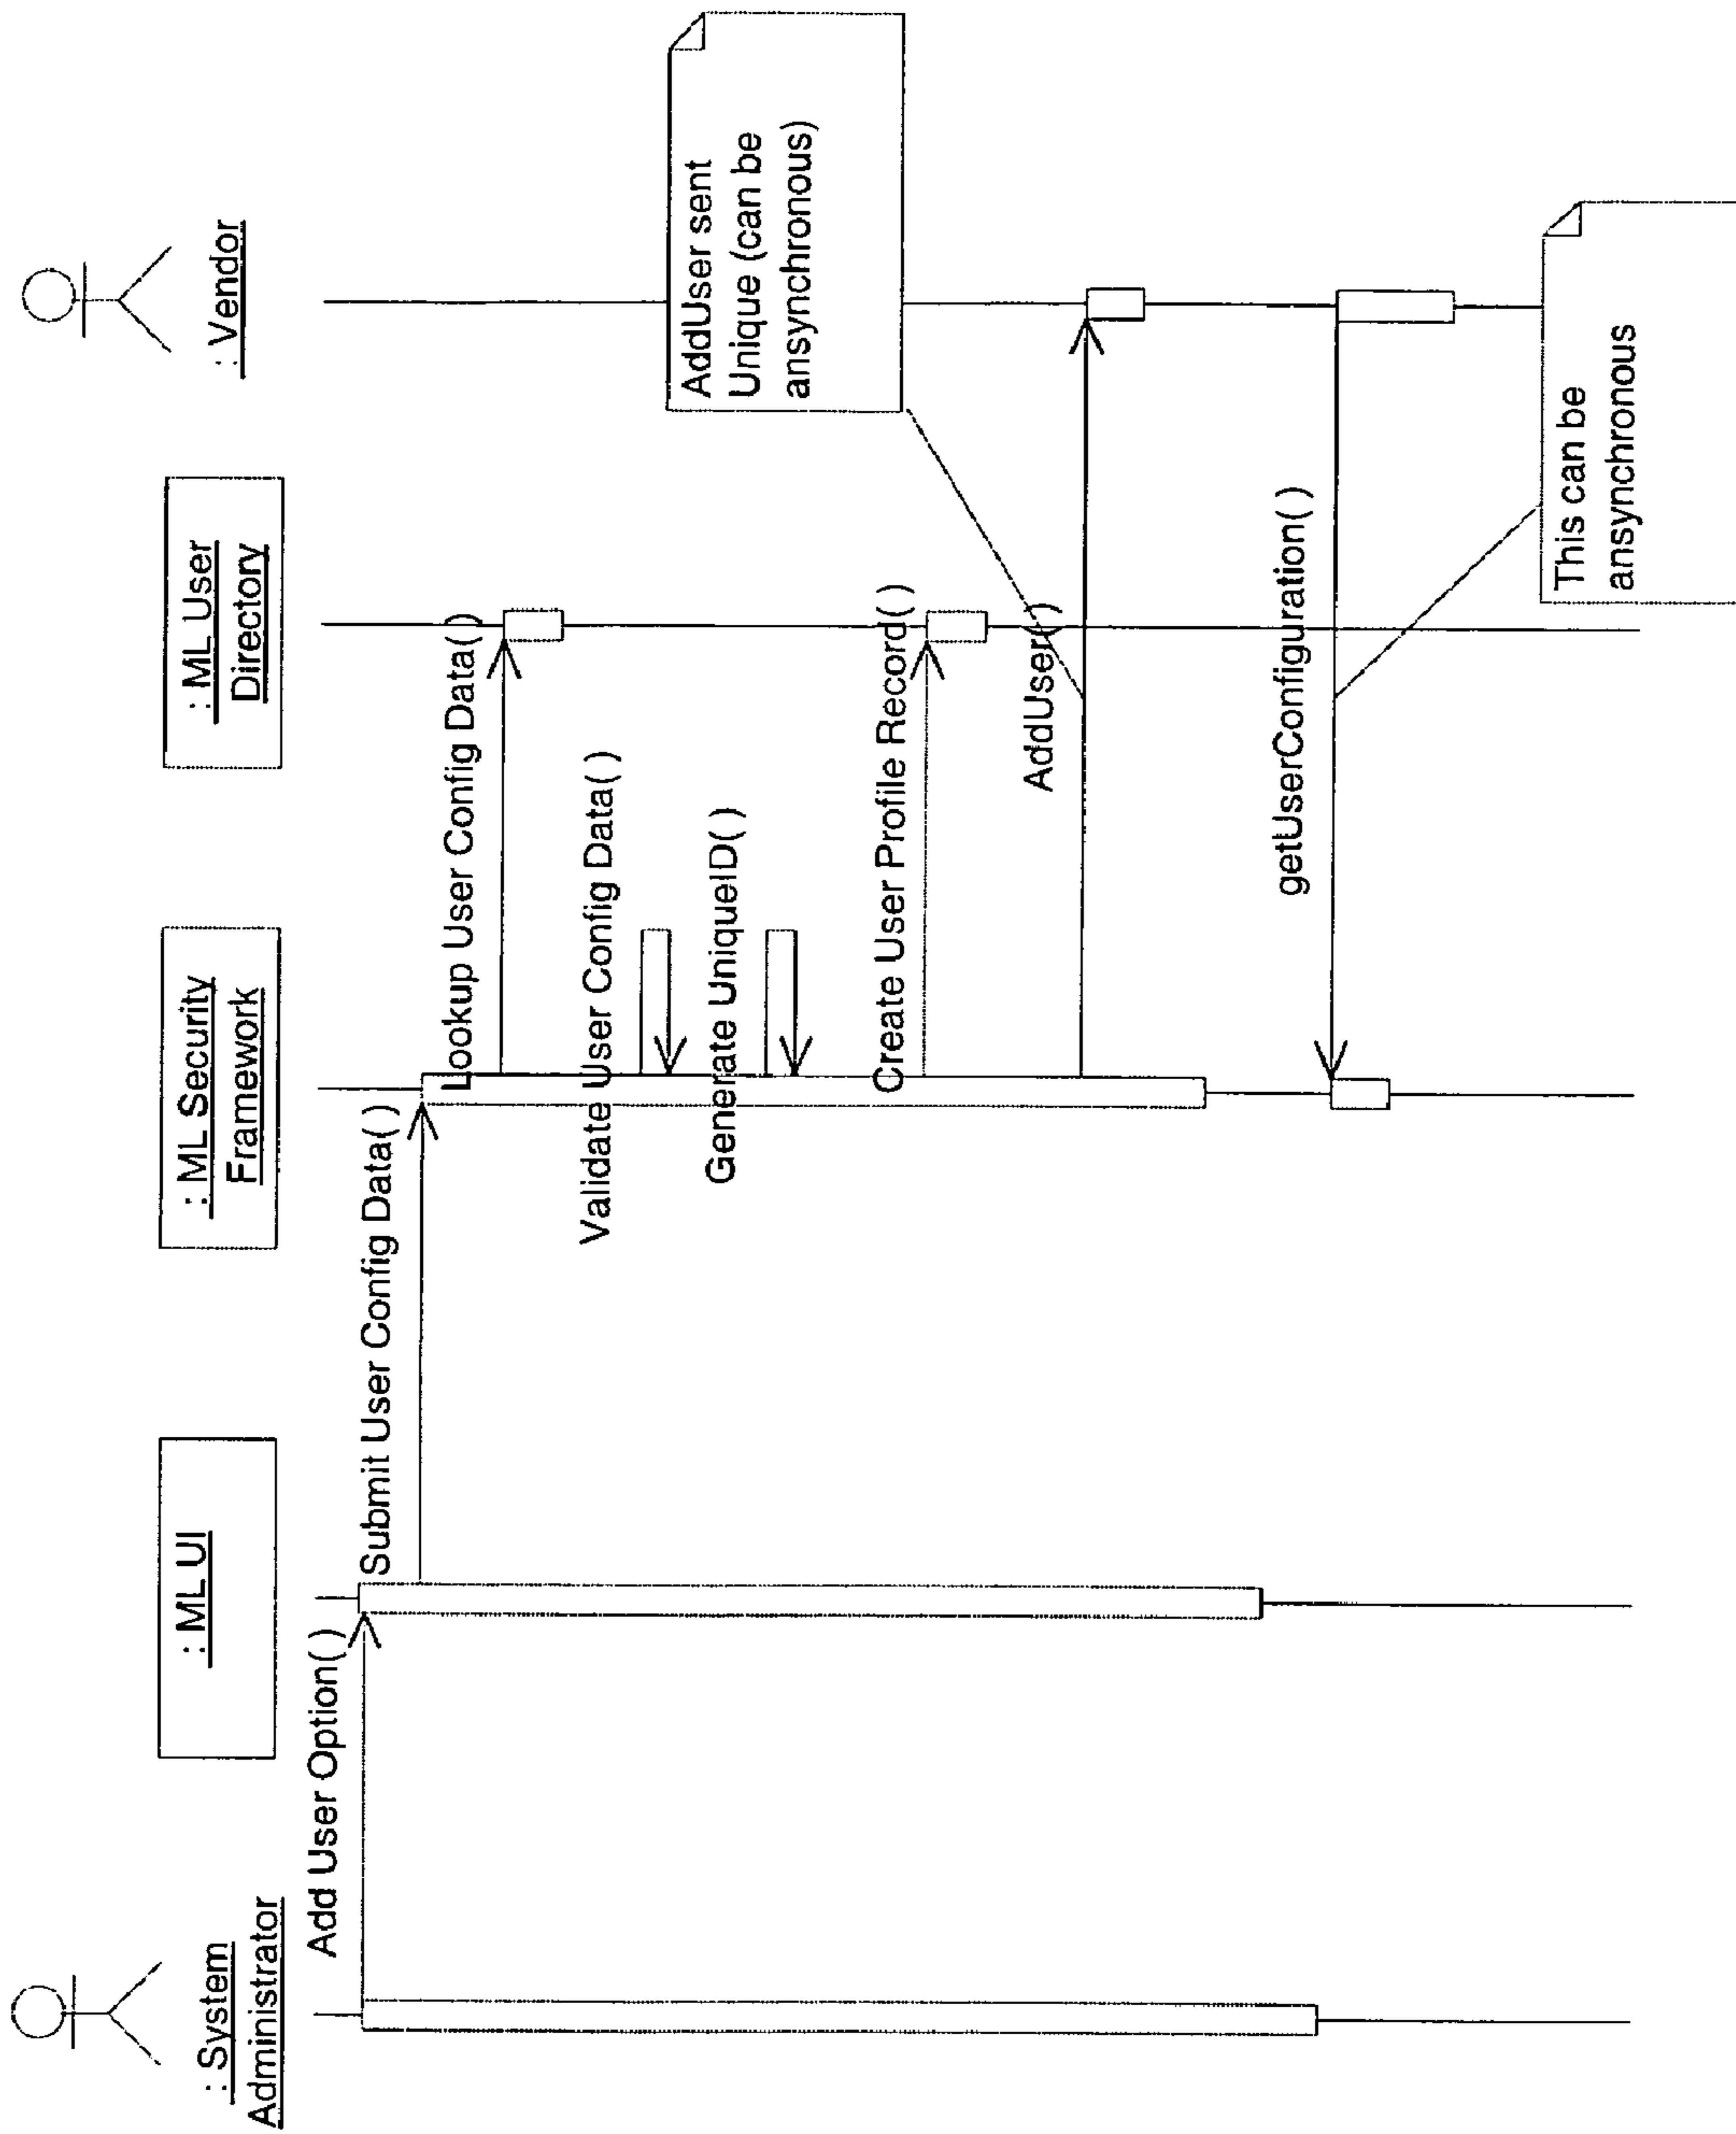 : System
Administrator
: ML UI
: ML Security
Framework
: ML User
Directory
: Vendor
Add User Option( )
Submit User Config Data( )
Lookup User Config Data( )
Validate User Config Data( )
Generate UniqueID( )
Create User Profile Record( )
AddUser( )
AddUser sent
Unique (can be
ansynchronous)
getUserConfiguration( )
This can be
ansynchronous